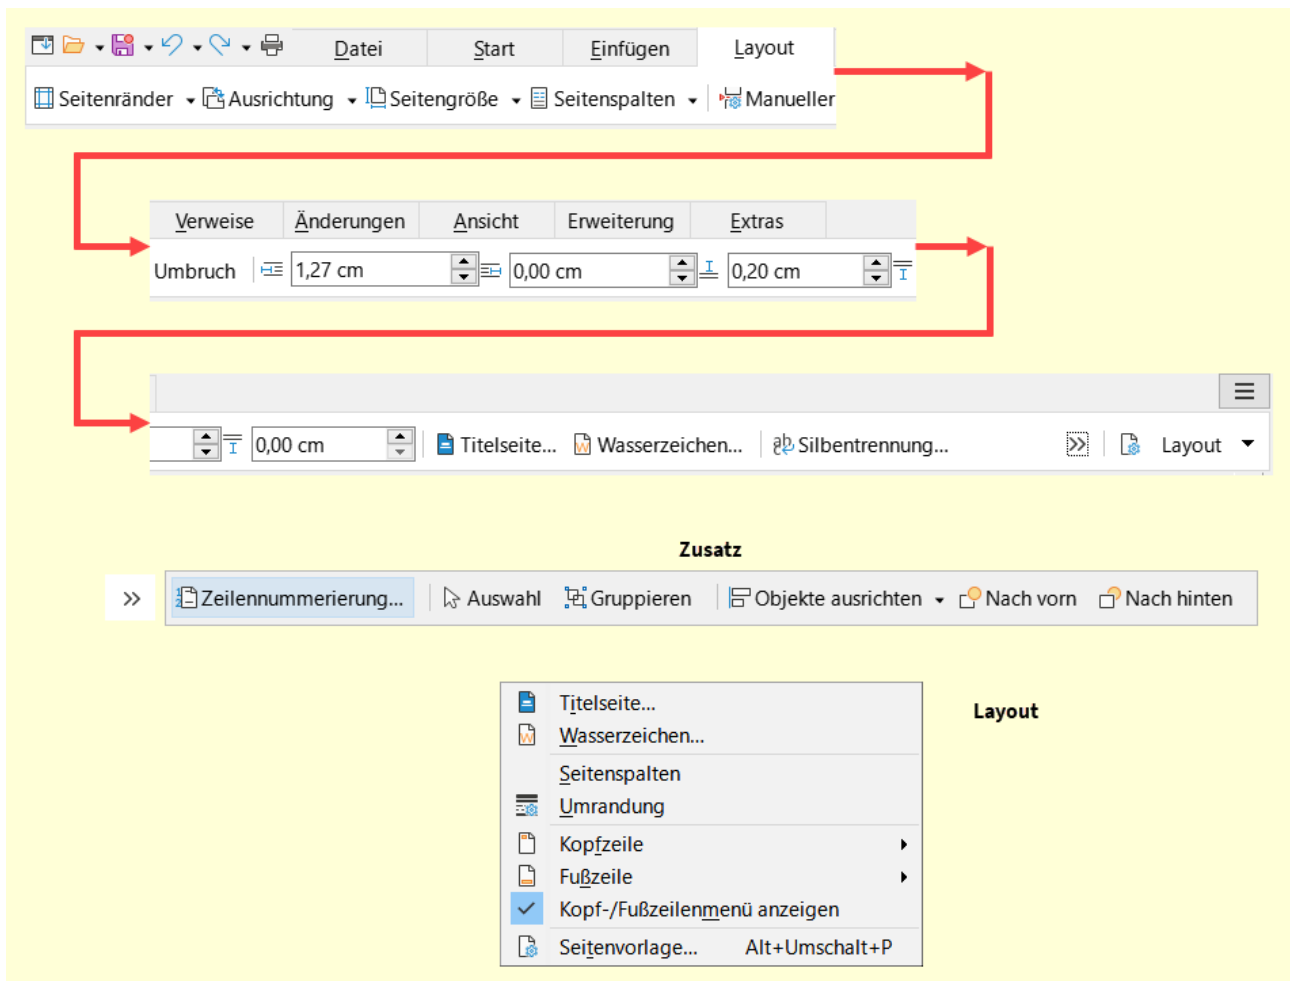 Datei Start Einfügen Layout
Seitenränder Ausrichtung Seitengröße Seitenspalten Manueller
Verweise Änderungen Ansicht Erweiterung Extras
Umbruch 1,27 cm 0,00 cm 0,20 cm
0,00 cm Titelseite... Wasserzeichen... Silbentrennung... Layout
Zusatz
Zeilennummerierung... Auswahl Gruppieren Objekte ausrichten Nach vorn Nach hinten
Titelseite...
Layout
Wasserzeichen...
Seitenspalten
Umrandung
Kopfzeile
Fußzeile
Kopf-/Fußzeilenmenü anzeigen
Seitenvorlage... Alt+Umschalt+P